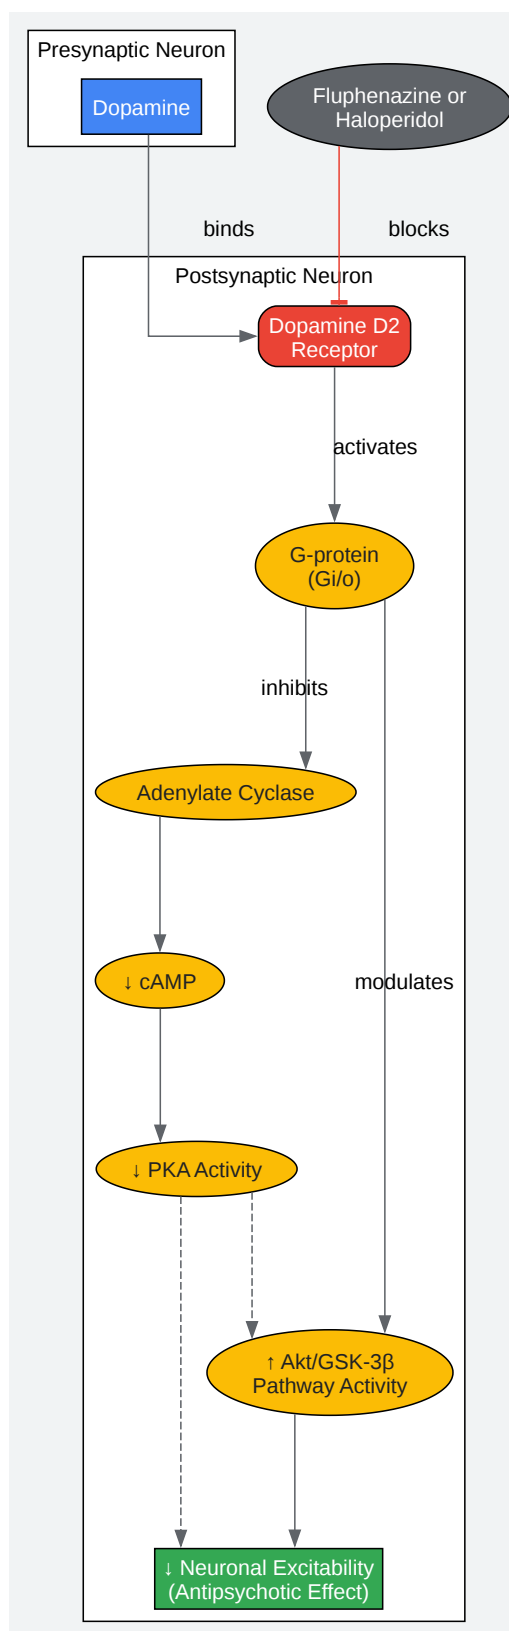 Presynaptic Neuron
Dopamine
Fluphenazine or
Haloperidol
binds
blocks
Postsynaptic Neuron
Dopamine D2
Receptor
activates
G-protein
(Gi/o)
inhibits
Adenylate Cyclase
↓ cAMP
modulates
↓ PKA Activity
↑ Akt/GSK-3β
Pathway Activity
↓ Neuronal Excitability
(Antipsychotic Effect)